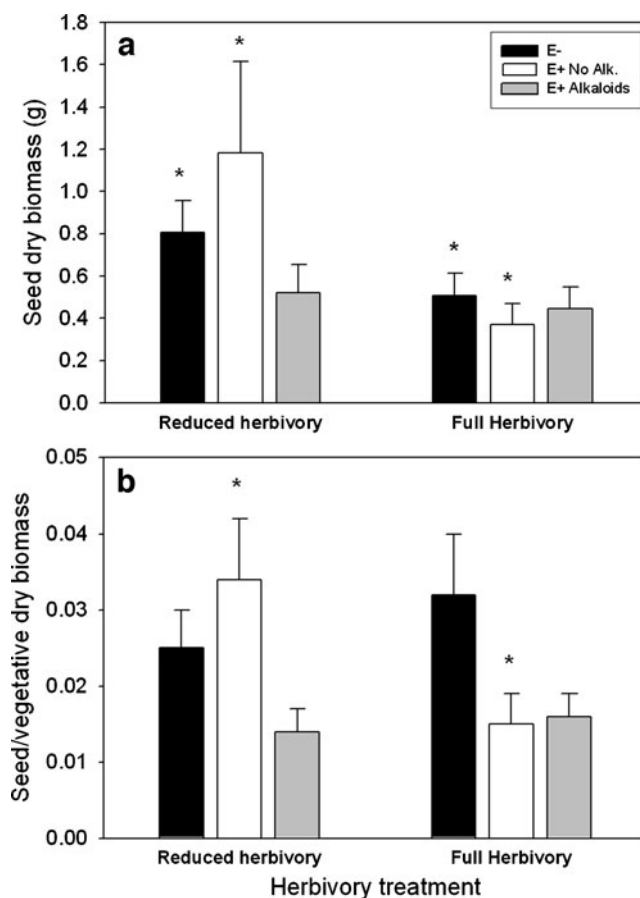 a
*
*
*
*
E-
E+ No Alk.
E+ Alkaloids
Seed dry biomass (g)
1.8
1.6
1.4
1.2
1.0
0.8
0.6
0.4
0.2
0.0
Reduced herbivory
Full Herbivory
b
*
*
Seed/vegetative dry biomass
0.05
0.04
0.03
0.02
0.01
0.00
Reduced herbivory
Full Herbivory
Herbivory treatment